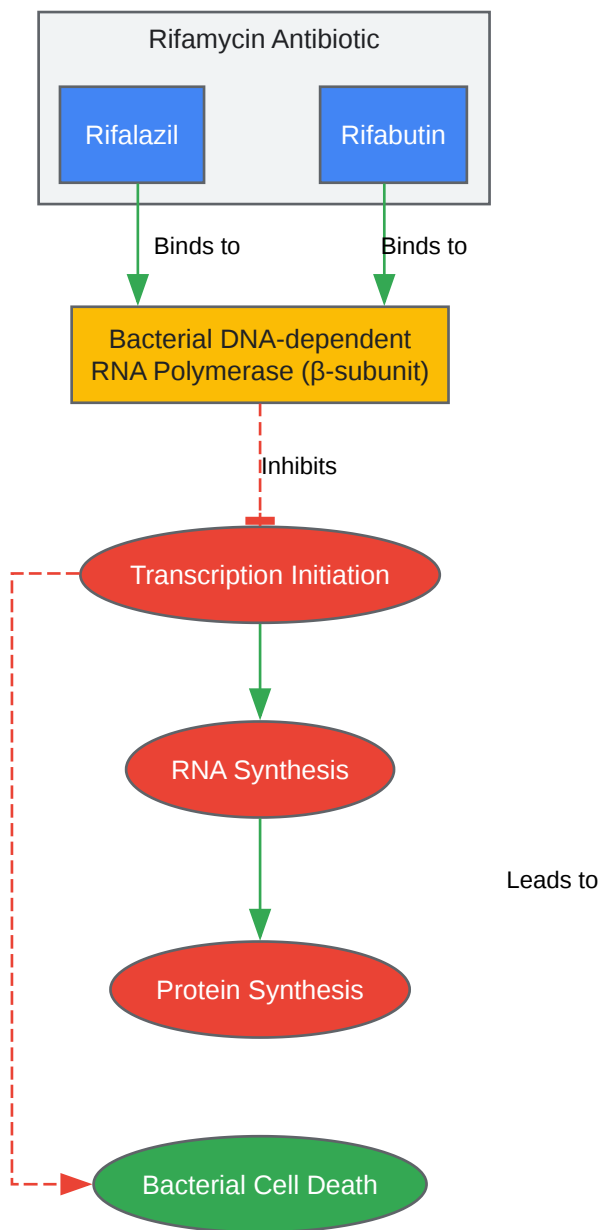 Rifamycin Antibiotic
Rifalazil
Rifabutin
Binds to
Binds to
Bacterial DNA-dependent
RNA Polymerase (β-subunit)
Inhibits
Transcription Initiation
RNA Synthesis
Leads to
Protein Synthesis
Bacterial Cell Death